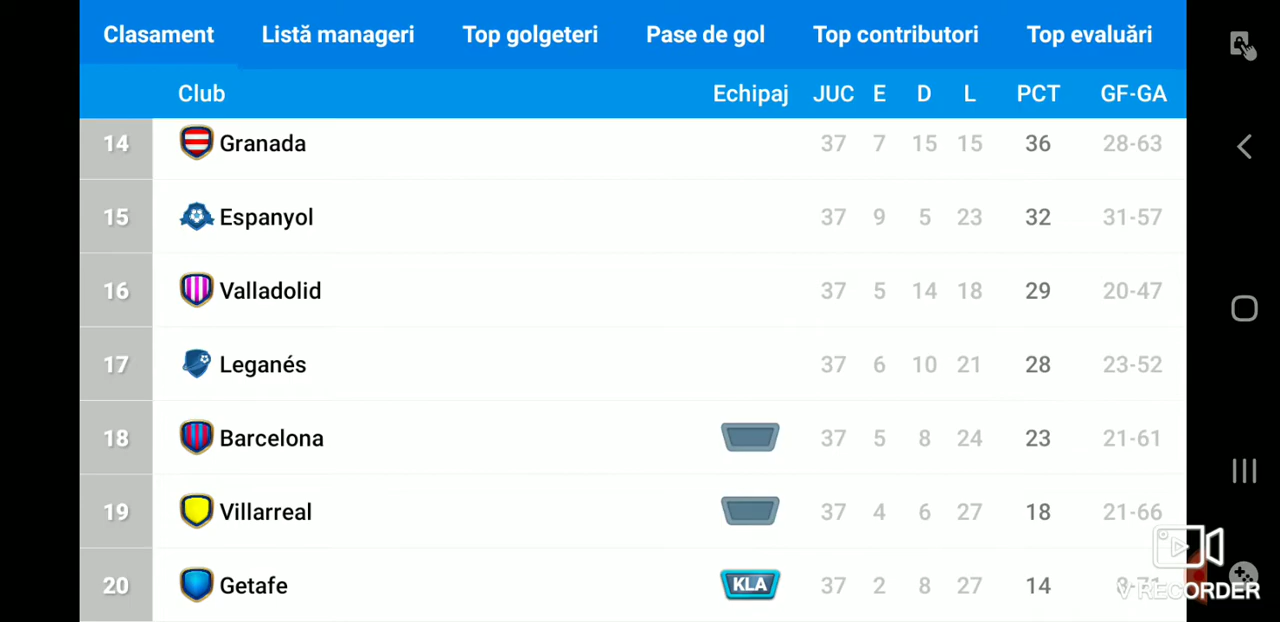 Clasament Listă manageri Top golgeteri Pase de gol Top contributori Top evaluări
Club Echipaj JUC E D L PCT GF-GA
14 Granada 37 7 15 15 36 28-63
15 Espanyol 37 9 5 23 32 31-57
16 Valladolid 37 5 14 18 29 20-47
17 Leganés 37 6 10 21 28 23-52
18 Barcelona 37 5 8 24 23 21-61
19 Villarreal 37 4 6 27 18 21-66
20 Getafe KLA 37 2 8 27 14
V RECORDER